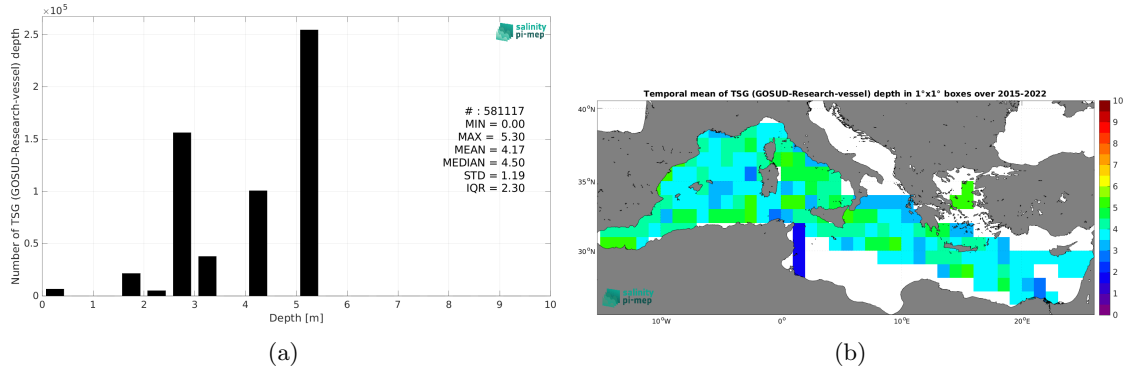 ×10⁵
2.5
2
1.5
1
0.5
0
0 1 2 3 4 5 6 7 8 9 10
Number of TSG (GOSUD-Research-vessel) depth
Depth [m]
salinity
pi-mep
# : 581117
MIN = 0.00
MAX = 5.30
MEAN = 4.17
MEDIAN = 4.50
STD = 1.19
IQR = 2.30
(a)
Temporal mean of TSG (GOSUD-Research-vessel) depth in 1°x1° boxes over 2015-2022
40°N
35°N
30°N
10°W 0° 10°E 20°E
salinity
pi-mep
10
9
8
7
6
5
4
3
2
1
0
(b)